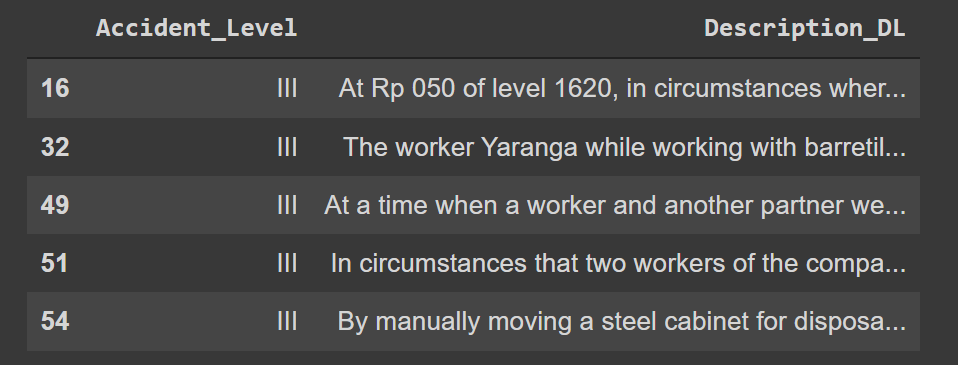 Accident_Level Description_DL
16 III At Rp 050 of level 1620, in circumstances wher...
32 III The worker Yaranga while working with barretil...
49 III At a time when a worker and another partner we...
51 III In circumstances that two workers of the compa...
54 III By manually moving a steel cabinet for disposa...